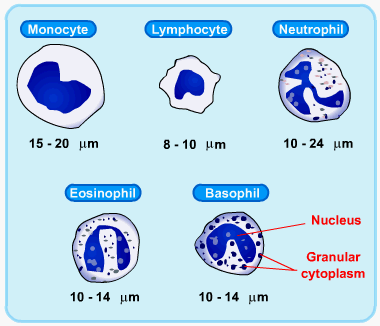 Monocyte
Lymphocyte
Neutrophil
15 - 20 μm
8 - 10 μm
10 - 24 μm
Eosinophil
Basophil
Nucleus
Granular
cytoplasm
10 - 14 μm
10 - 14 μm